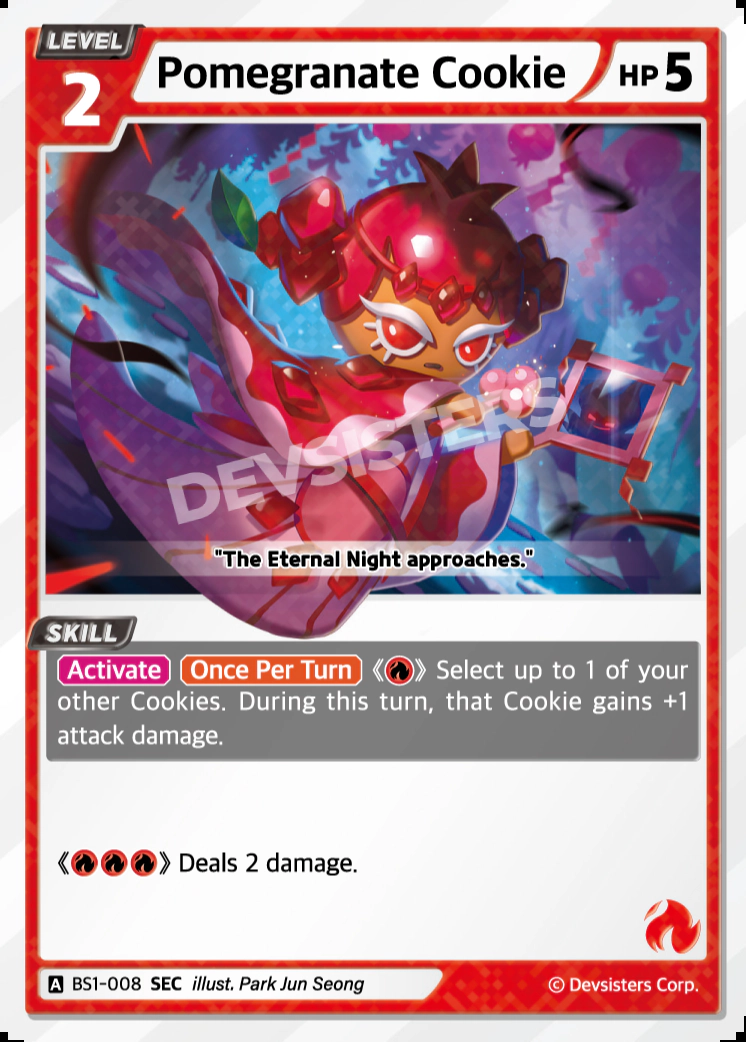 LEVEL
2
Pomegranate Cookie
HP 5
DEVSISTERS
"The Eternal Night approaches."
SKILL
Activate Once Per Turn 《》 Select up to 1 of your
other Cookies. During this turn, that Cookie gains +1
attack damage.
《》 Deals 2 damage.
A BS1-008 SEC illust. Park Jun Seong
© Devsisters Corp.